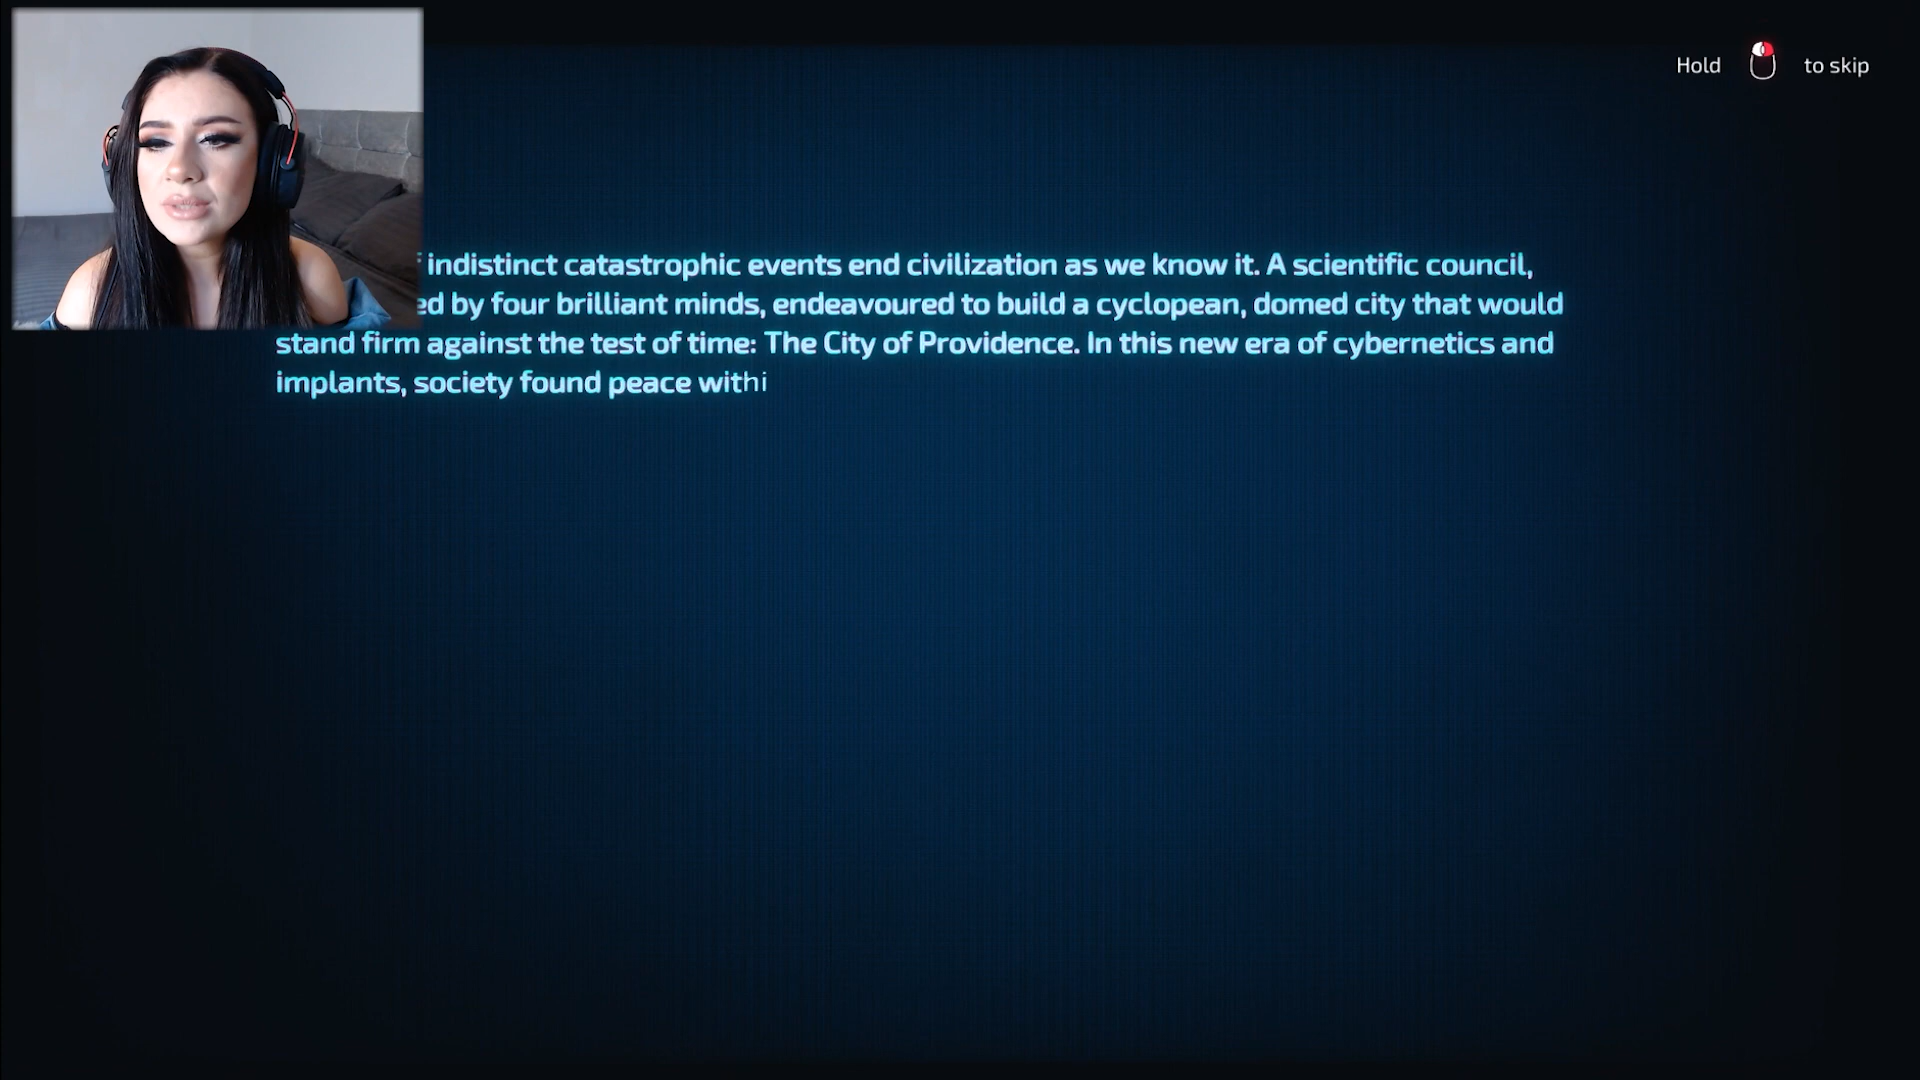 Hold to skip
indistinct catastrophic events end civilization as we know it. A scientific council,
by four brilliant minds, endeavoured to build a cyclopean, domed city that would
stand firm against the test of time: The City of Providence. In this new era of cybernetics and
implants, society found peace withi